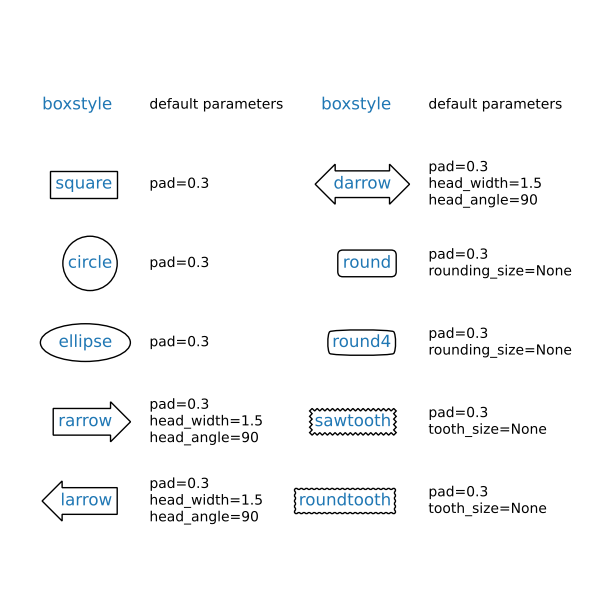 boxstyle default parameters
square pad=0.3
circle pad=0.3
ellipse pad=0.3
rarrow pad=0.3
head_width=1.5
head_angle=90
larrow pad=0.3
head_width=1.5
head_angle=90
boxstyle default parameters
darrow pad=0.3
head_width=1.5
head_angle=90
round pad=0.3
rounding_size=None
round4 pad=0.3
rounding_size=None
sawtooth pad=0.3
tooth_size=None
roundtooth pad=0.3
tooth_size=None